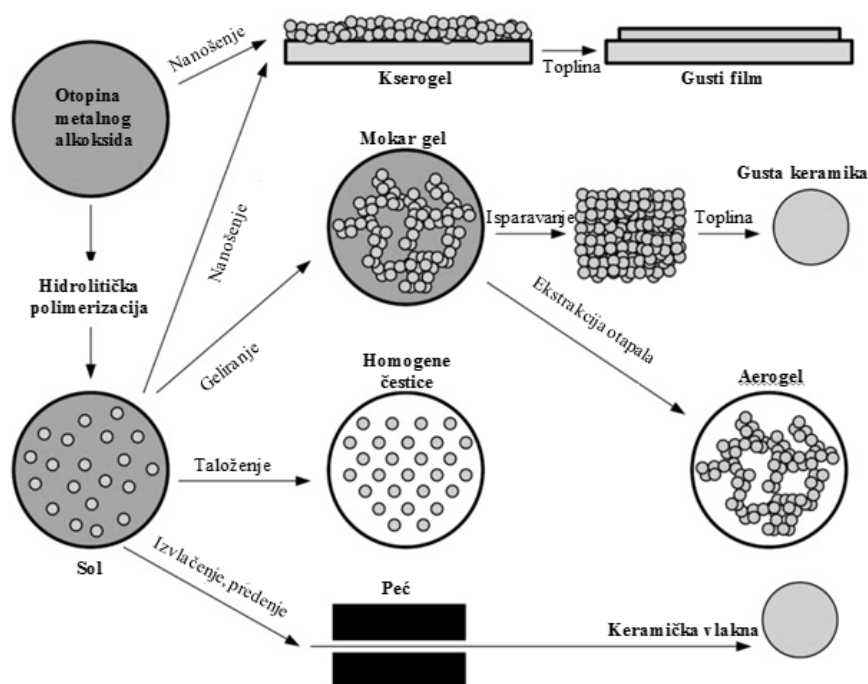 Nanošenje
Kserogel
Toplina
Gusti film
Otopina
metalnog
alkoksida
Mokar gel
Nanošenje
Isparavanje
Toplina
Gusta keramika
Hidrolitička
polimerizacija
Geliranje
Ekstrakcija otapala
Homogene
čestice
Aerogel
Taloženje
Sol
Izvlačenje, predenje
Peć
Keramička vlakna